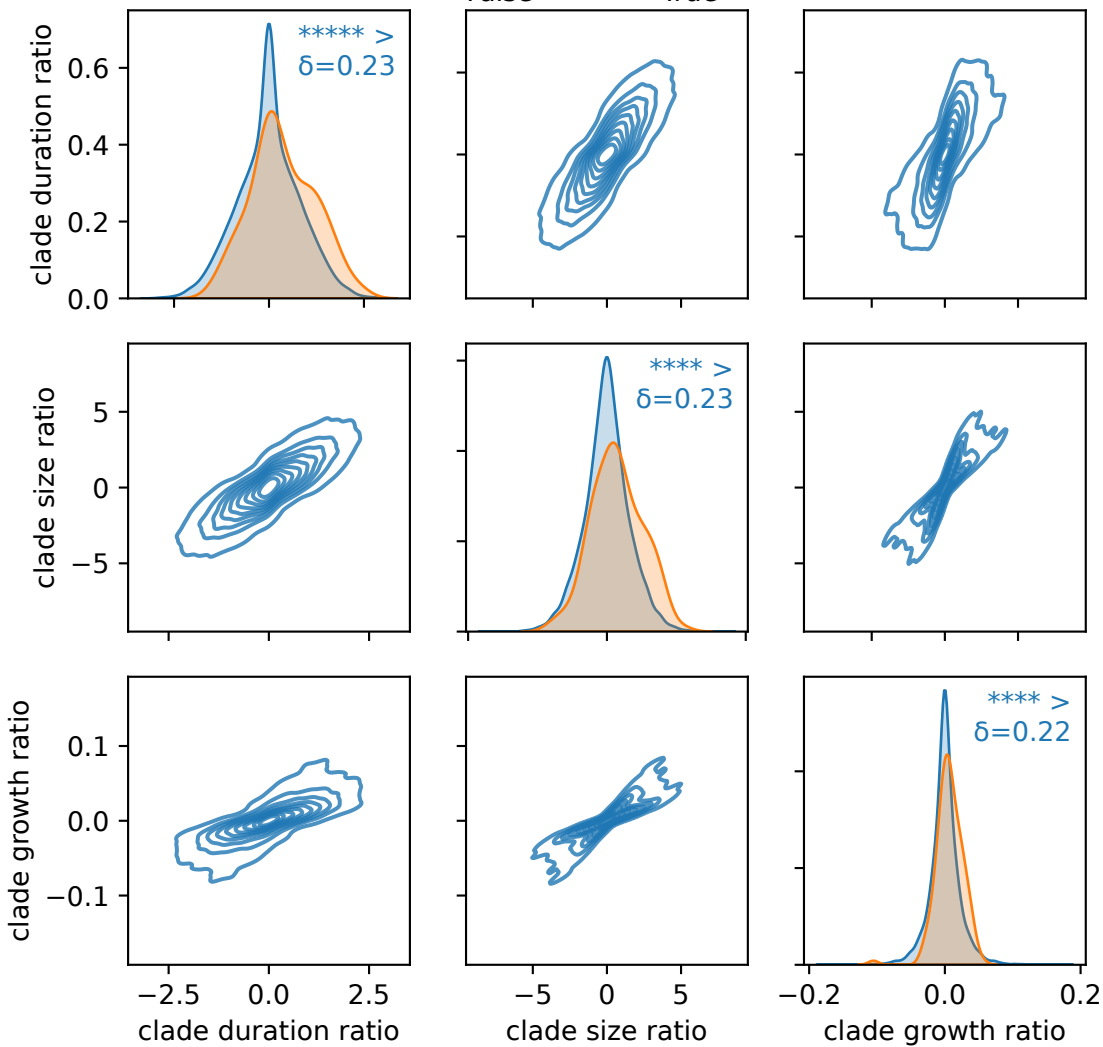 clade duration ratio
0.6
0.4
0.2
0.0
***** >
δ=0.23
clade size ratio
5
0
−5
**** >
δ=0.23
clade growth ratio
0.1
0.0
−0.1
**** >
δ=0.22
−2.5
0.0
2.5
−5
0
5
−0.2
0.0
0.2
clade duration ratio
clade size ratio
clade growth ratio